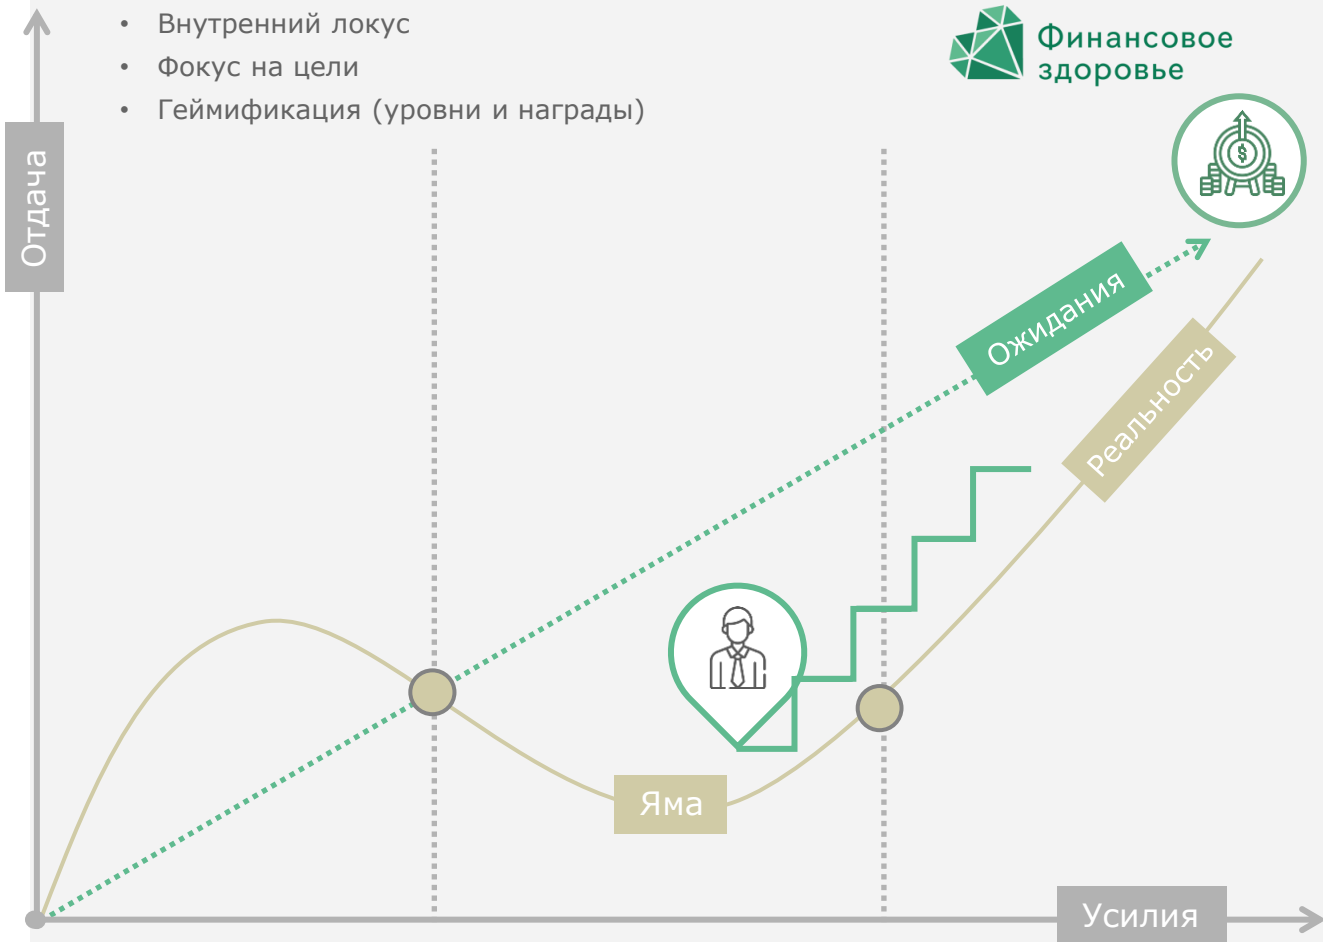 • Внутренний локус
• Фокус на цели
• Геймификация (уровни и награды)
Финансовое
здоровье
$
Отдача
Ожидания
Реальность
Яма
Усилия